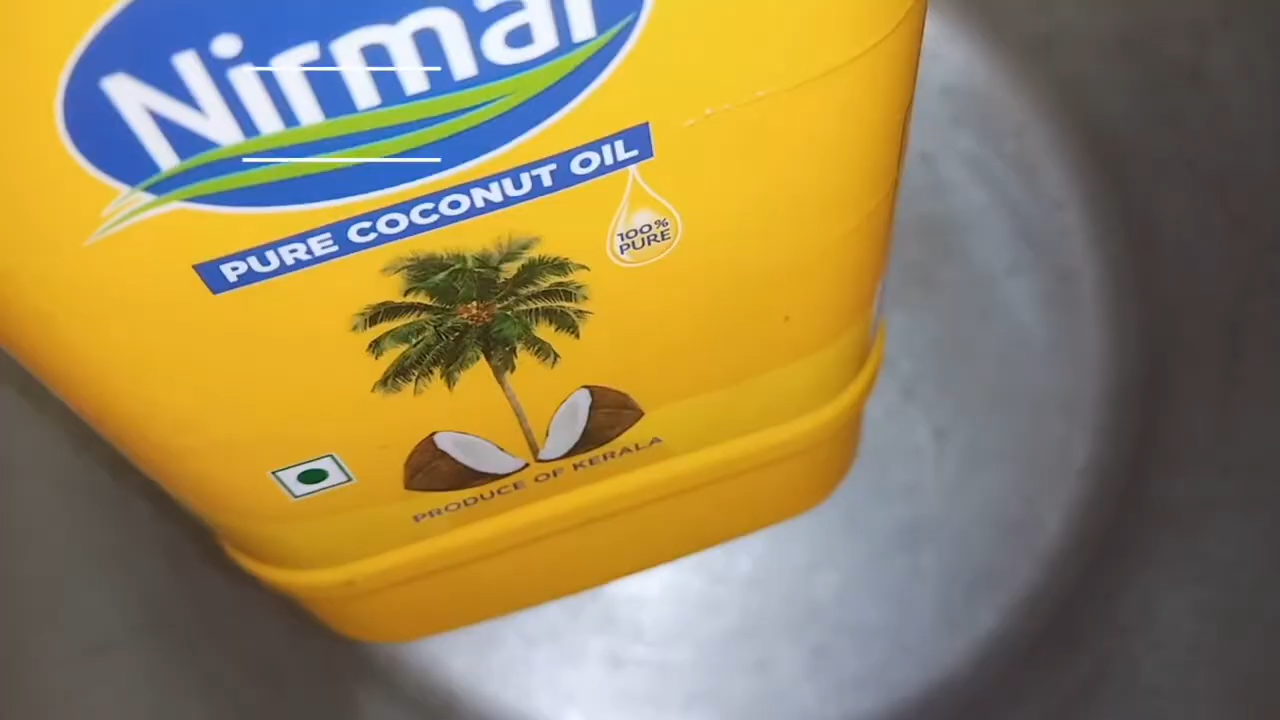 Nirmal
PURE COCONUT OIL
100%
PURE
PRODUCE OF KERALA